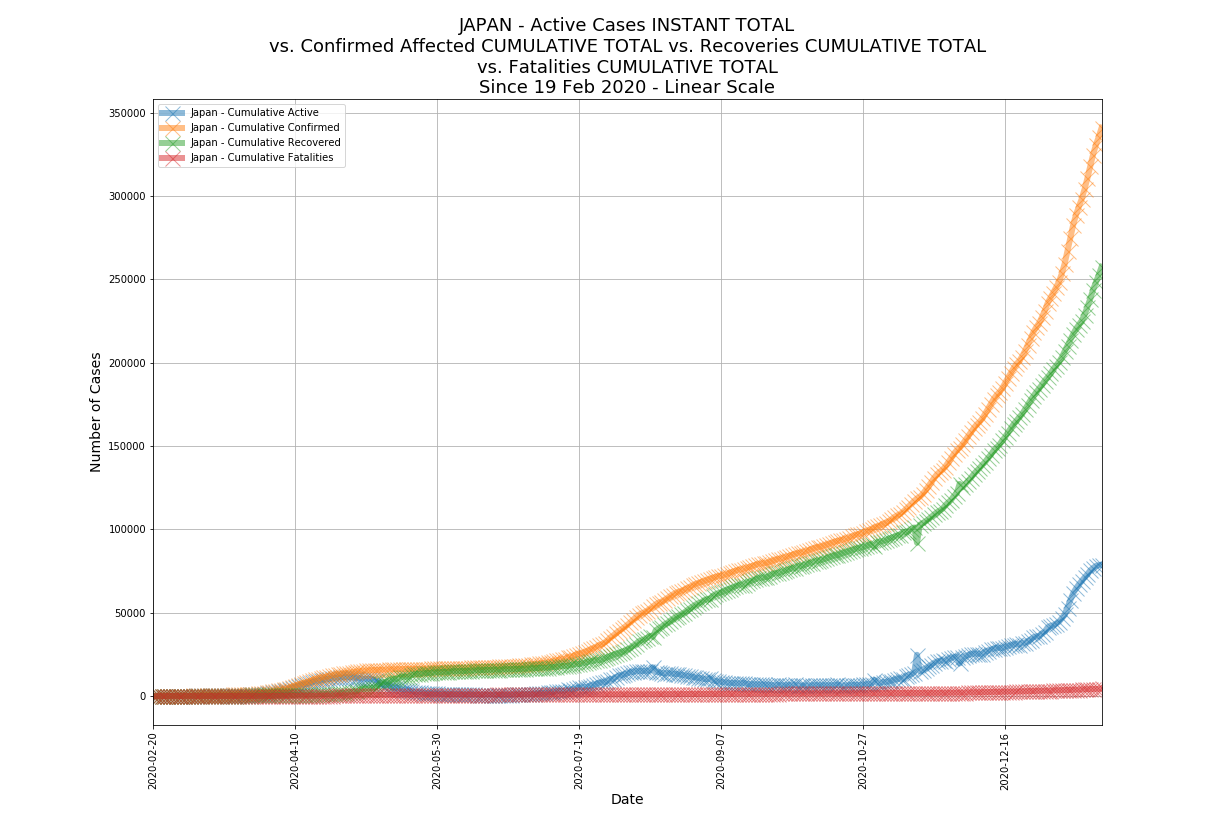 JAPAN - Active Cases INSTANT TOTAL
vs. Confirmed Affected CUMULATIVE TOTAL vs. Recoveries CUMULATIVE TOTAL
vs. Fatalities CUMULATIVE TOTAL
Since 19 Feb 2020 - Linear Scale
Japan - Cumulative Active
Japan - Cumulative Confirmed
Japan - Cumulative Recovered
Japan - Cumulative Fatalities
Number of Cases
350000
300000
250000
200000
150000
100000
50000
0
2020-02-20
2020-04-10
2020-05-30
2020-07-19
2020-09-07
2020-10-27
2020-12-16
Date